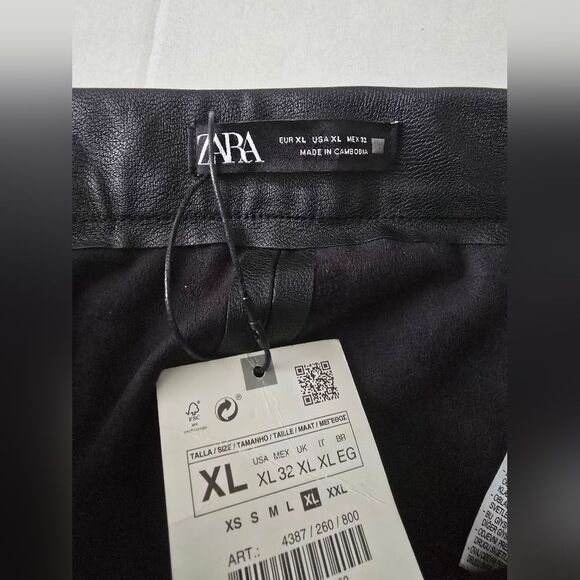 ZARA
EUR XL USA XL MEX 32
MADE IN CAMBODIA
FSC
TALLA / SIZE / TAMANHO / TAILLE / MAAT / ΜΕΓΕΘΟΣ
XL
USA MEX UK IT BR
XL 32 XL XL EG
XS S M L XL XXL
ART.: 4387 / 260 / 800